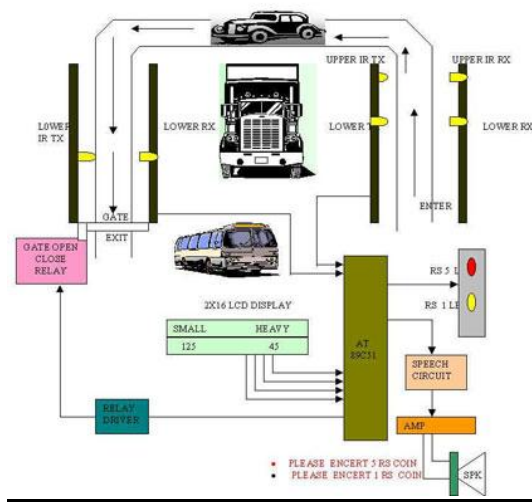 UPPER IR TX
UPPER IR RX
L0WER
IR TX
LOWER RX
LOWER T
LOWER RX
GATE
EXIT
ENTER
GATE OPEN
CLOSE
RELAY
RS 5 LE
RS 1 LE
2X16 LCD DISPLAY
SMALL HEAVY
125 45
AT
89C51
SPEECH
CIRCUIT
RELAY
DRIVER
AMP
PLEASE ENCERT 5 RS COIN
PLEASE ENCERT 1 RS COIN
SPK